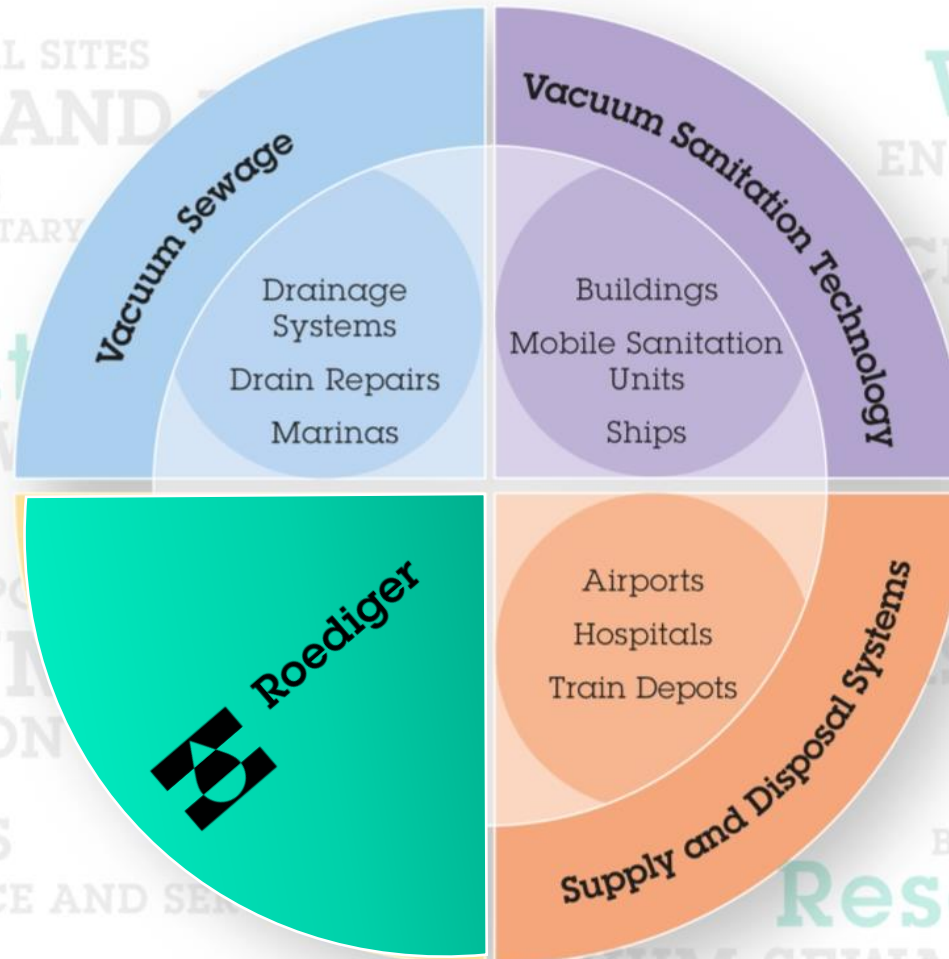 L SITES
AND
TARY
Vacuum Sewage
Drainage
Systems
Drain Repairs
Marinas
Vacuum Sanitation Technology
Buildings
Mobile Sanitation
Units
Ships
EN
Roediger
Airports
Hospitals
Train Depots
Supply and Disposal Systems
ON
CE AND SER
Res